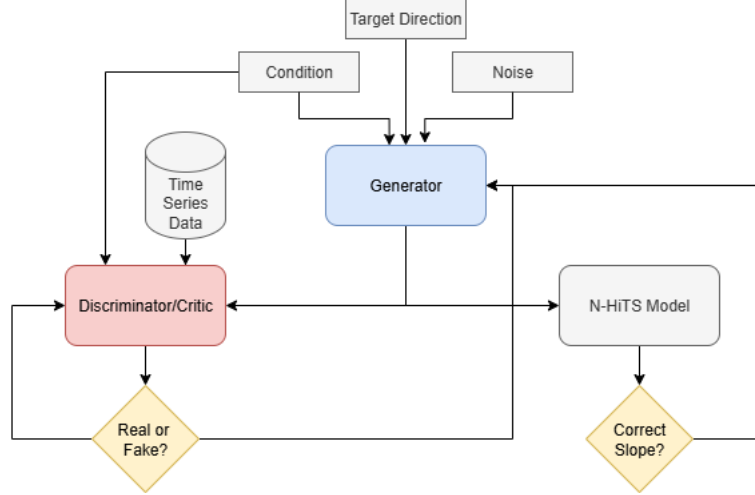 Target Direction
Condition
Noise
Time
Series
Data
Generator
Discriminator/Critic
N-HiTS Model
Real or
Fake?
Correct
Slope?